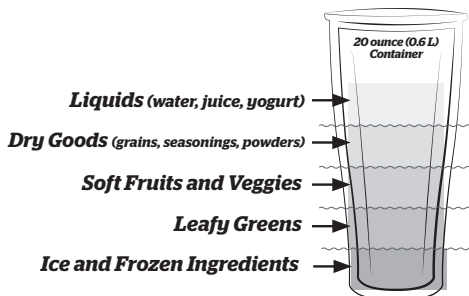 20 ounce (0.6 L)
Container
Liquids (water, juice, yogurt)
Dry Goods (grains, seasonings, powders)
Soft Fruits and Veggies
Leafy Greens
Ice and Frozen Ingredients